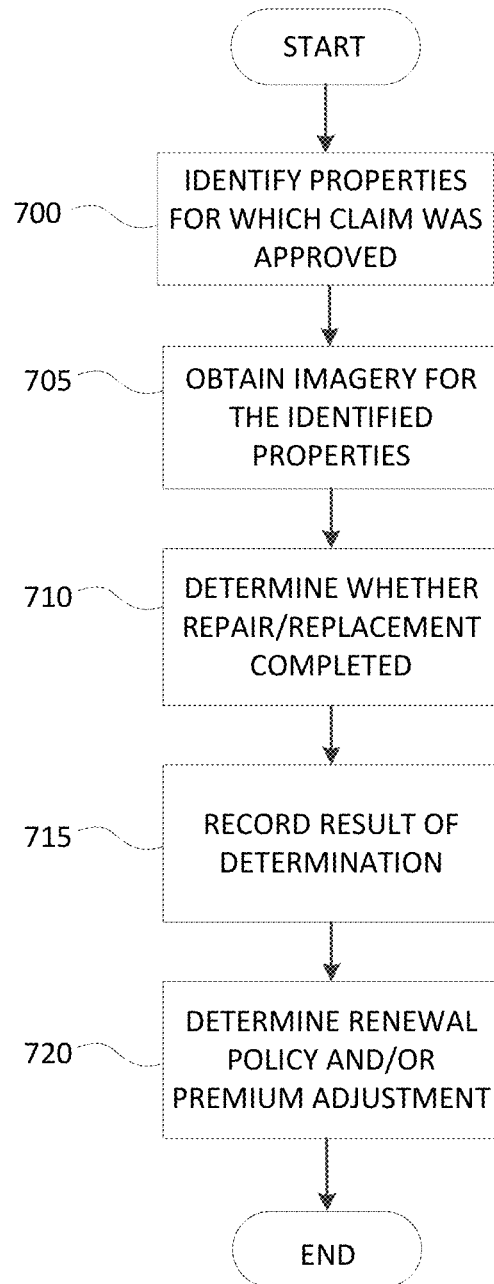 START
700
IDENTIFY PROPERTIES
FOR WHICH CLAIM WAS
APPROVED
705
OBTAIN IMAGERY FOR
THE IDENTIFIED
PROPERTIES
710
DETERMINE WHETHER
REPAIR/REPLACEMENT
COMPLETED
715
RECORD RESULT OF
DETERMINATION
720
DETERMINE RENEWAL
POLICY AND/OR
PREMIUM ADJUSTMENT
END